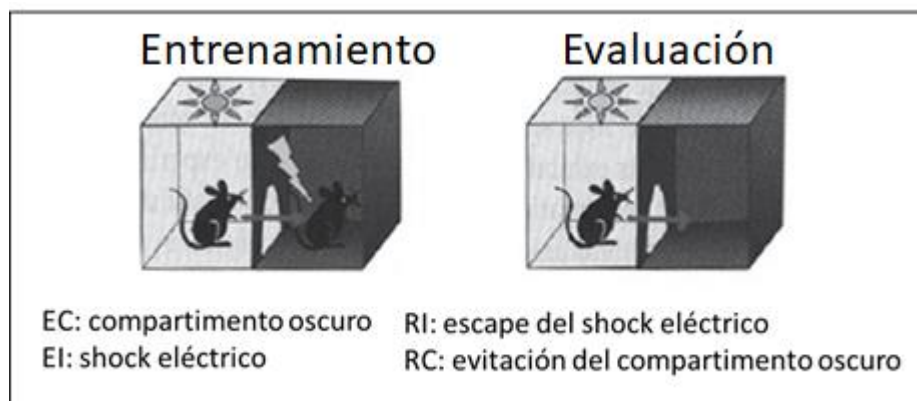 Entrenamiento
Evaluación
EC: compartimento oscuro
EI: shock eléctrico
RI: escape del shock eléctrico
RC: evitación del compartimento oscuro